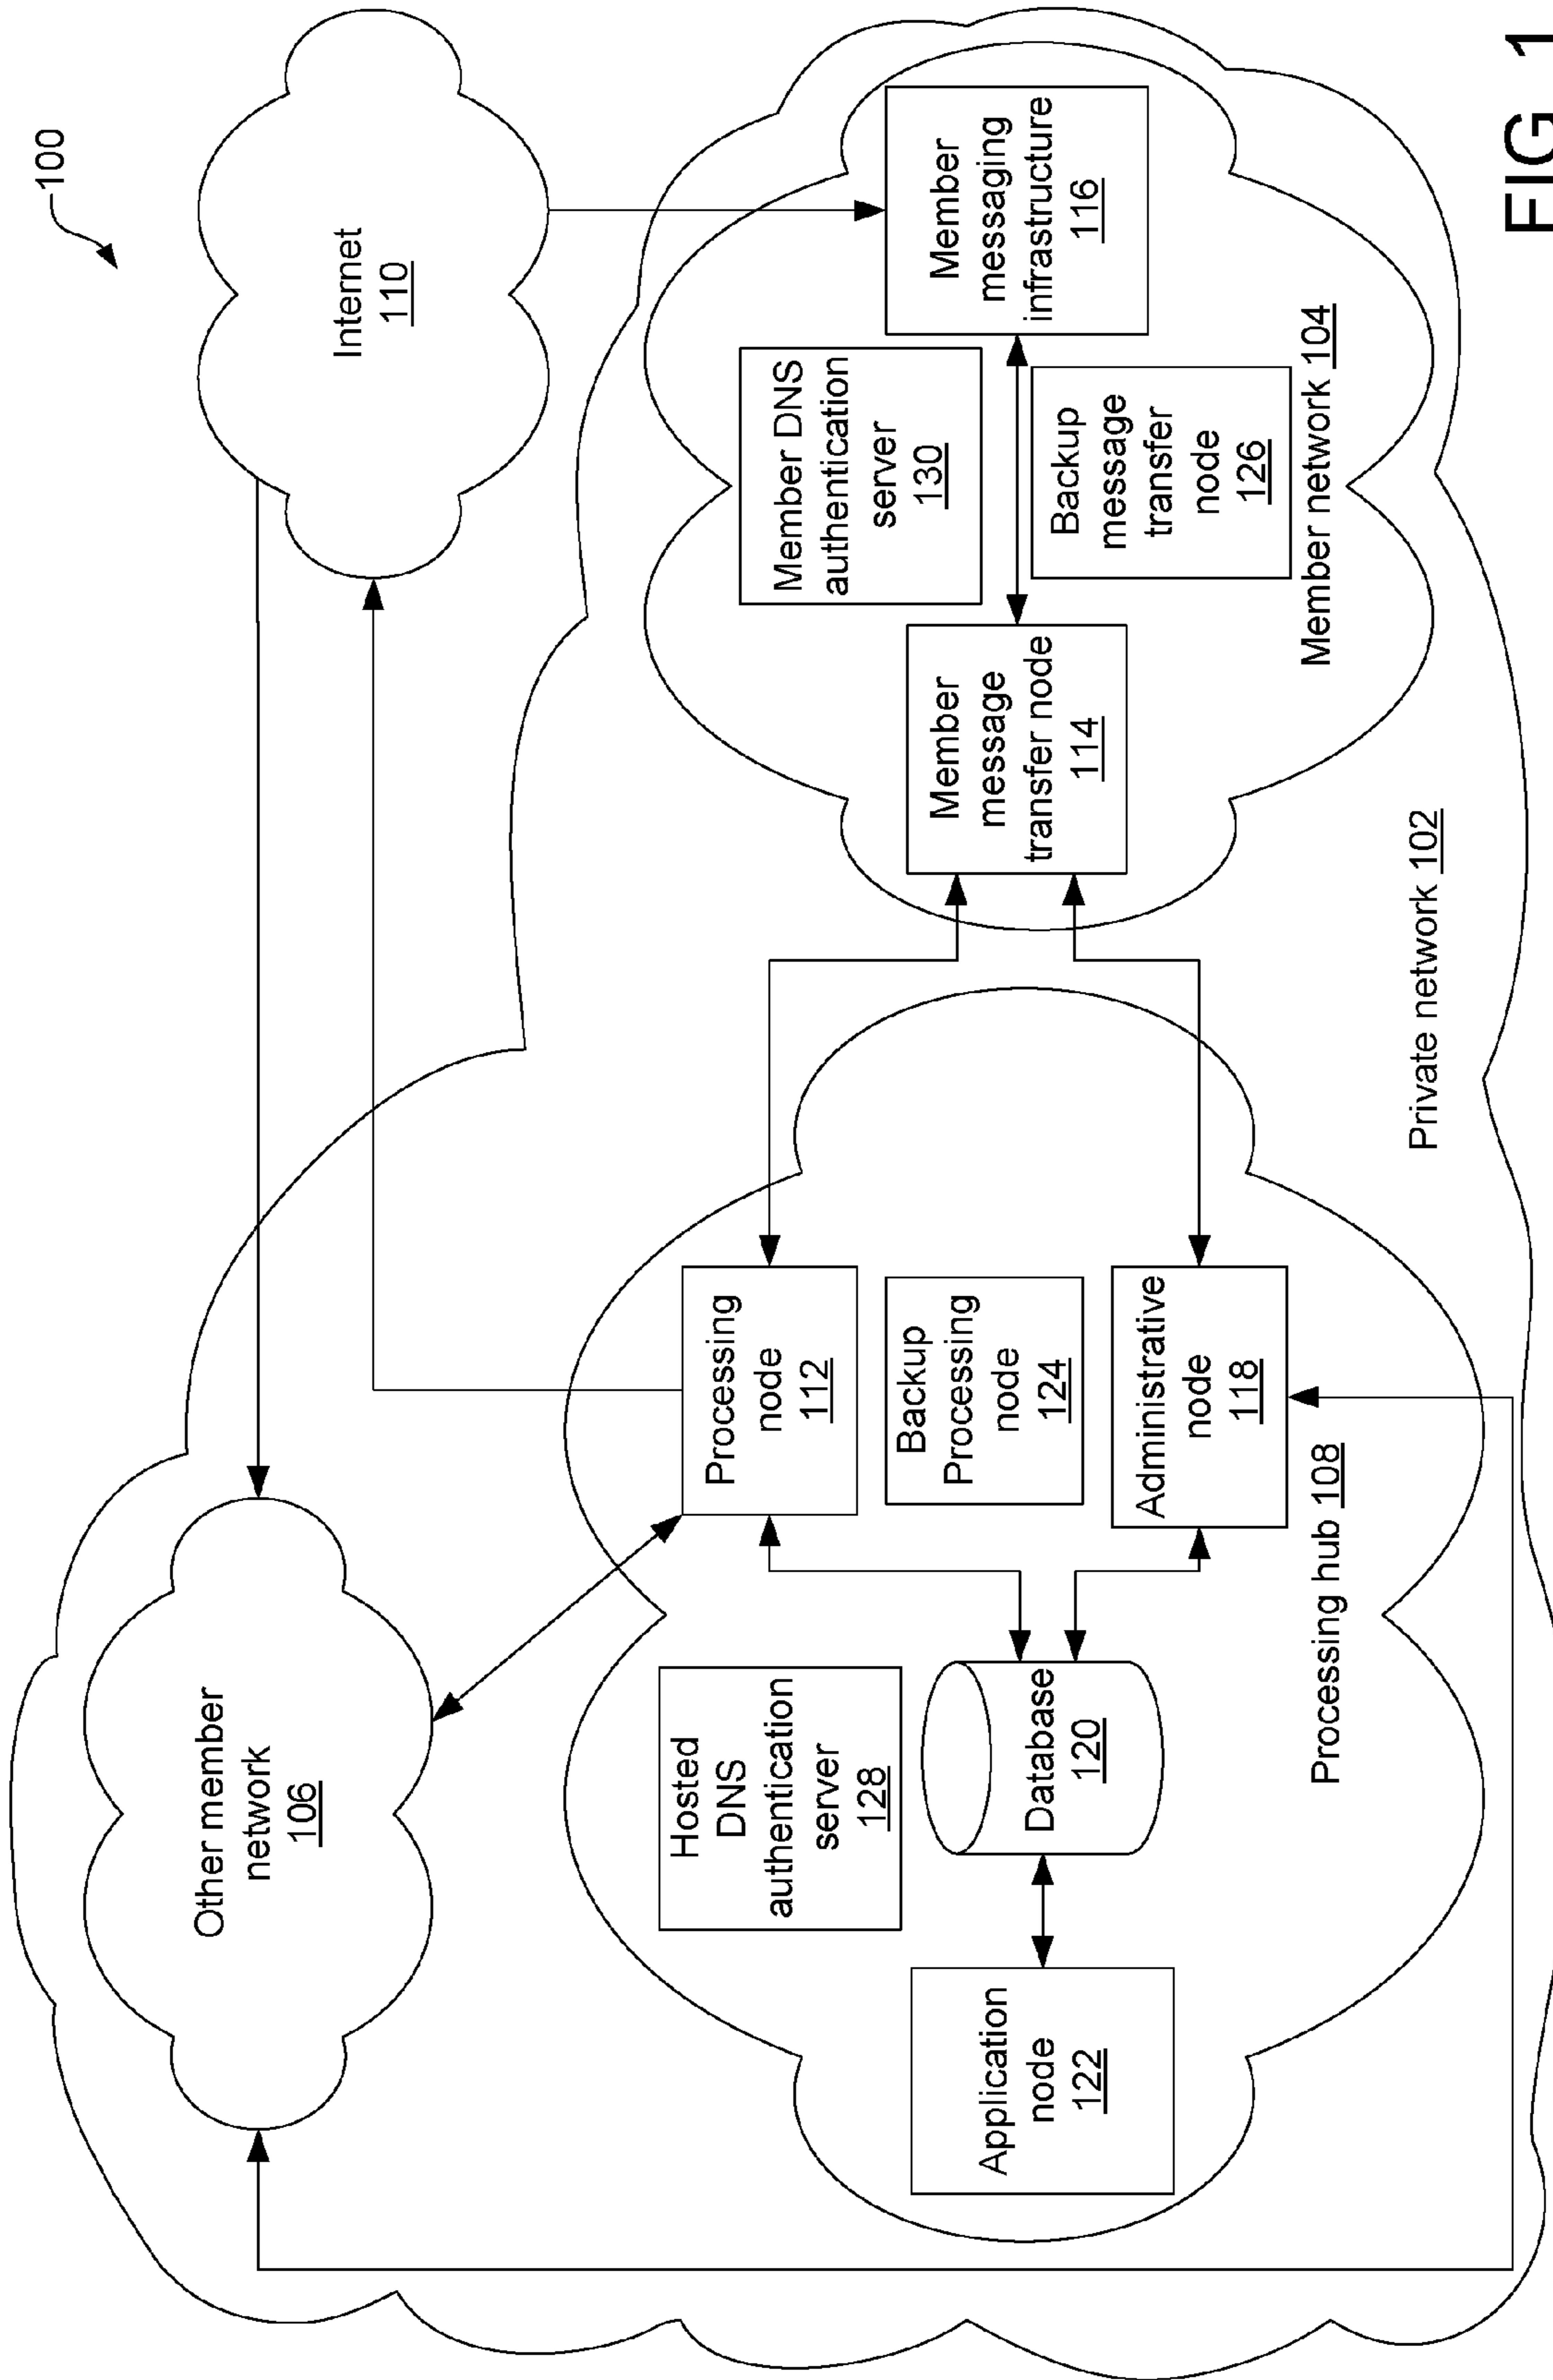 100
Internet
110
Other member
network
106
Processing
node
112
Hosted
DNS
authentication
server
128
Backup
Processing
node
124
Database
120
Application
node
122
Administrative
node
118
Processing hub 108
Member DNS
authentication
server
130
Member
messaging
infrastructure
116
Member
message
transfer node
114
Backup
message
transfer
node
126
Member network 104
Private network 102
FIG. 1